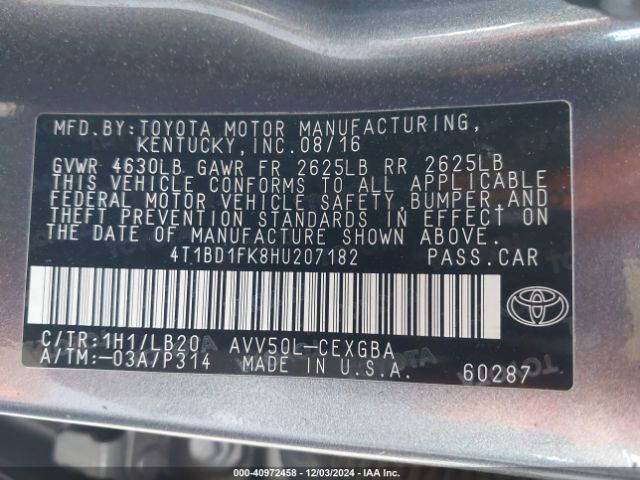 MFD.BY:TOYOTA MOTOR MANUFACTURING,
KENTUCKY,INC.08/16
GVWR 4630LB GAWR FR 2625LB RR 2625LB
THIS VEHICLE CONFORMS TO ALL APPLICABLE
FEDERAL MOTOR VEHICLE SAFETY,BUMPER,AND
THEFT PREVENTION STANDARDS IN EFFECT ON
THE DATE OF MANUFACTURE SHOWN ABOVE.
4T1BD1FK8HU207182 PASS.CAR
C/TR:1H1/LB20 AVV50L-CEXGBA
A/TM:-03A/P314 MADE IN U.S.A. 60287
000-40972458 - 12/03/2024 - IAA Inc.